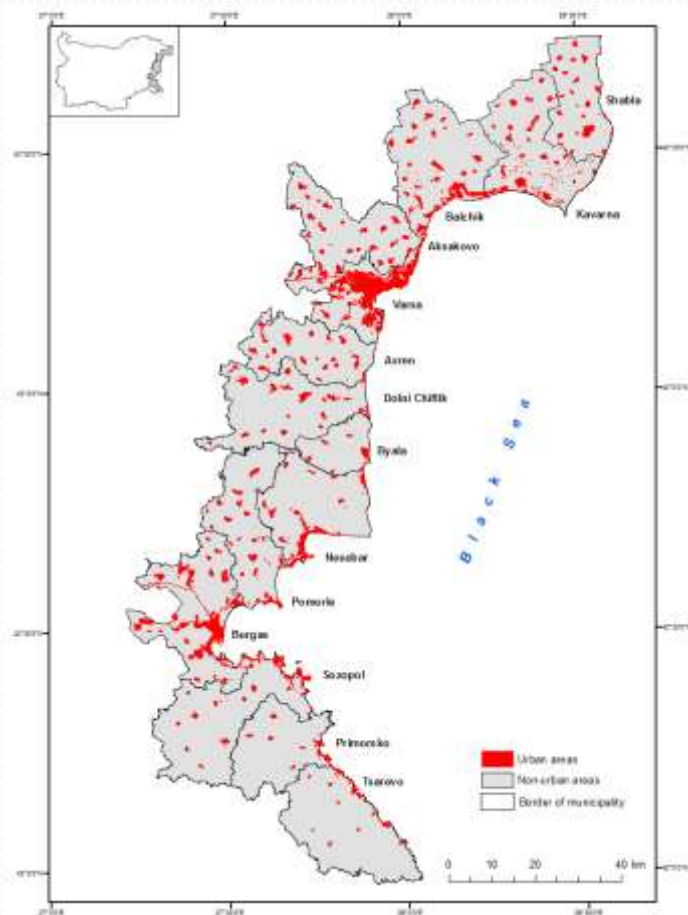 Shabla
Kavarna
Balchik
Aksakovo
Varna
Avren
Dolni Chiflik
Byala
Black Sea
Nesebar
Pomorie
Burgas
Sozopol
Primorsko
Tsarevo
Urban areas
Non-urban areas
Border of municipality
0 10 20 40 km